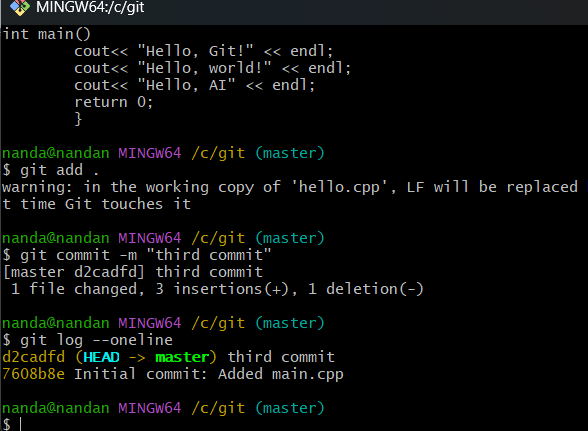 MINGW64:/c/git
int main()
        cout<< "Hello, Git!" << endl;
        cout<< "Hello, world!" << endl;
        cout<< "Hello, AI" << endl;
        return 0;
        }
nanda@nandan MINGW64 /c/git (master)
$ git add .
warning: in the working copy of 'hello.cpp', LF will be replaced
t time Git touches it
nanda@nandan MINGW64 /c/git (master)
$ git commit -m "third commit"
[master d2cadfd] third commit
 1 file changed, 3 insertions(+), 1 deletion(-)
nanda@nandan MINGW64 /c/git (master)
$ git log --oneline
d2cadfd (HEAD -> master) third commit
7608b8e Initial commit: Added main.cpp
nanda@nandan MINGW64 /c/git (master)
$